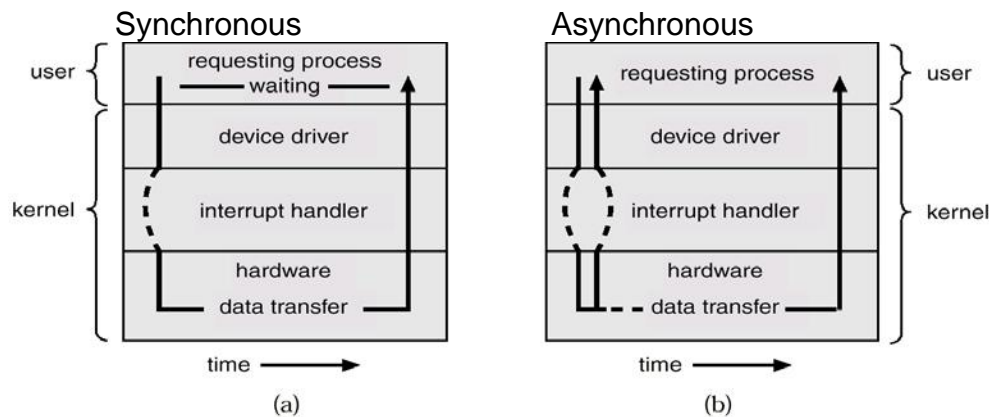 Synchronous
user
requesting process
waiting
device driver
kernel
interrupt handler
hardware
data transfer
time
(a)
Asynchronous
requesting process
user
device driver
interrupt handler
kernel
hardware
data transfer
time
(b)